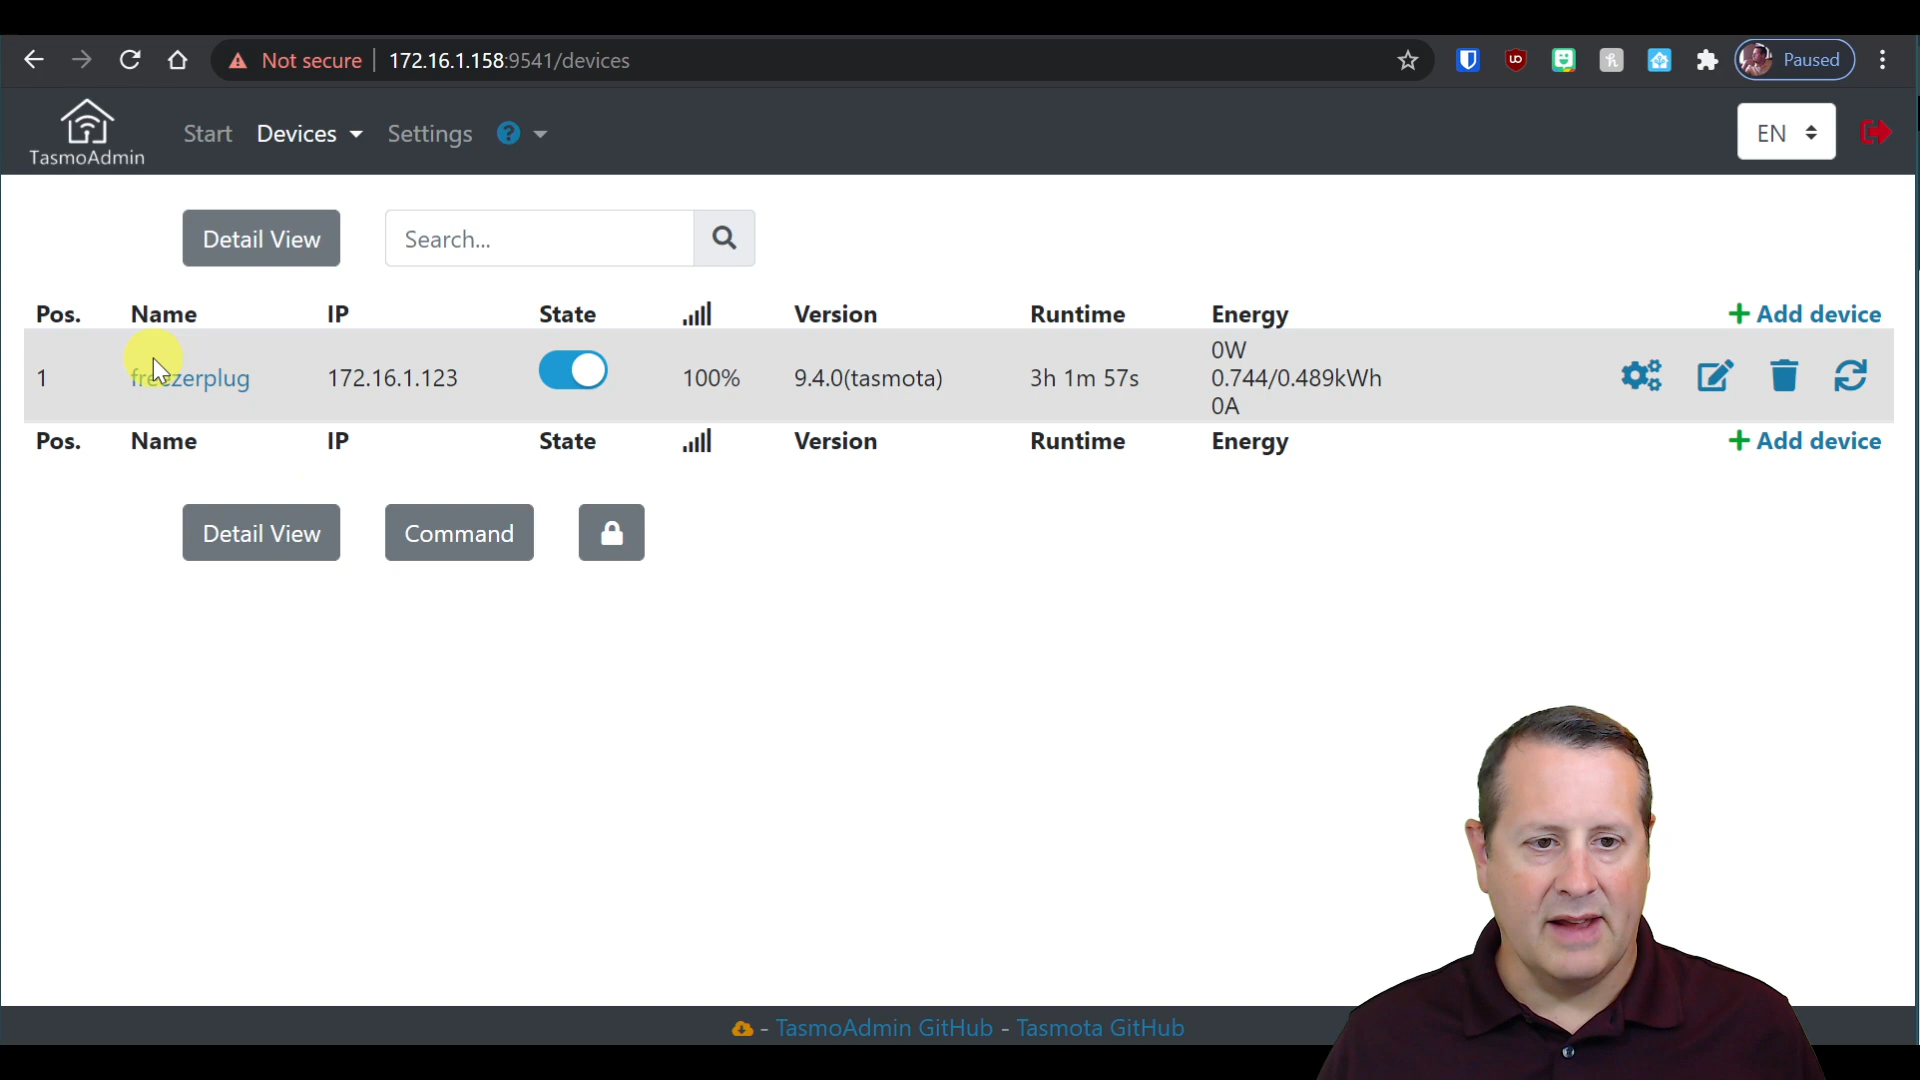 Not secure 172.16.1.158:9541/devices Paused
TasmoAdmin Start Devices Settings ? EN
Detail View Search...
Pos. Name IP State Version Runtime Energy + Add device
1 freezerplug 172.16.1.123 100% 9.4.0(tasmota) 3h 1m 57s 0W
0.744/0.489kWh
0A
Pos. Name IP State Version Runtime Energy + Add device
Detail View Command
- TasmoAdmin GitHub - Tasmota GitHub